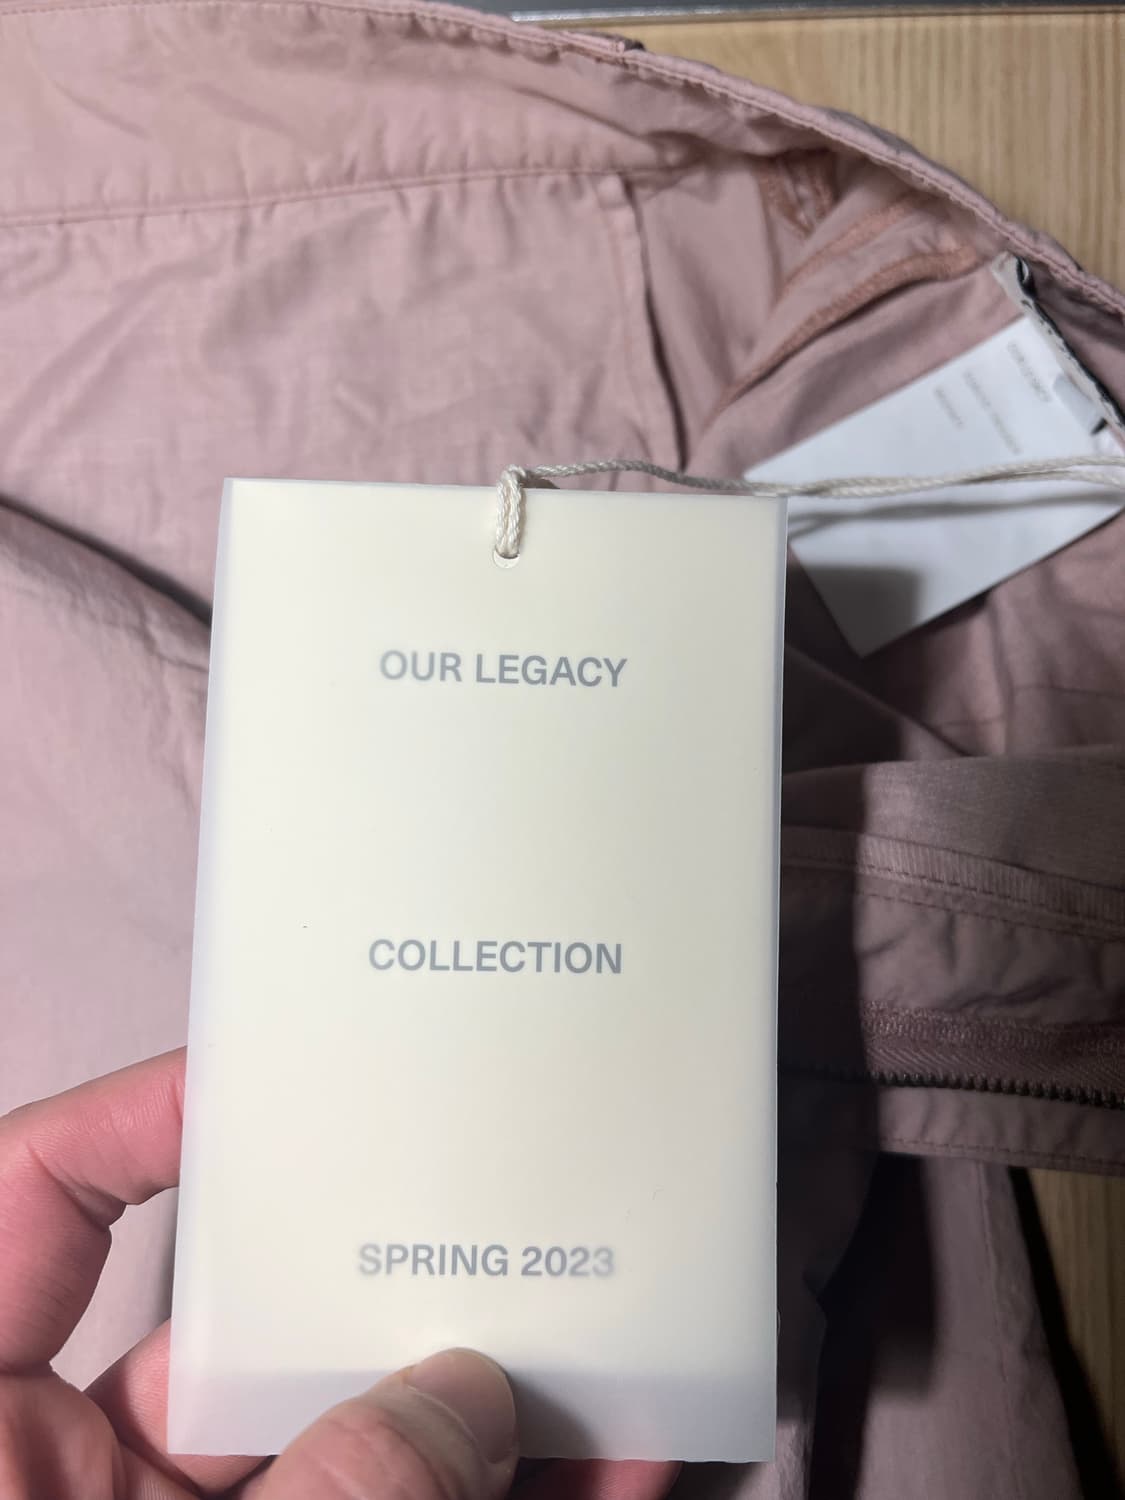 OUR LEGACY
COLLECTION
SPRING 2023